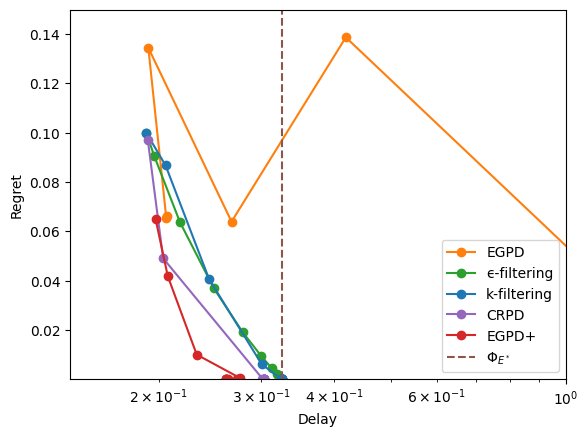 0.14
0.12
0.10
0.08
0.06
0.04
0.02
Regret
EGPD
ϵ-filtering
k-filtering
CRPD
EGPD+
Φ_{E*}
2 × 10⁻¹
3 × 10⁻¹
4 × 10⁻¹
6 × 10⁻¹
10⁰
Delay